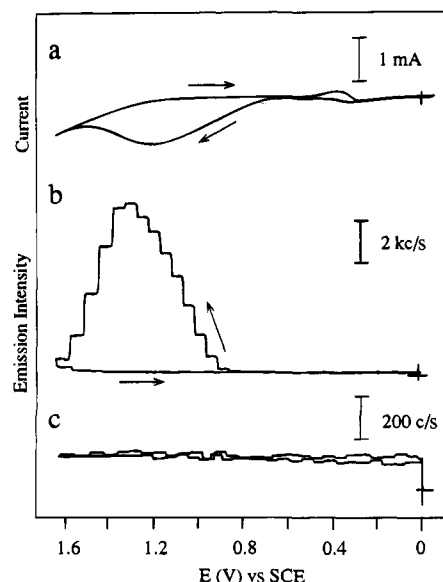 a
1 mA
Current
b
2 kc/s
Emission Intensity
c
200 c/s
1.6 1.2 0.8 0.4 0
E (V) vs SCE